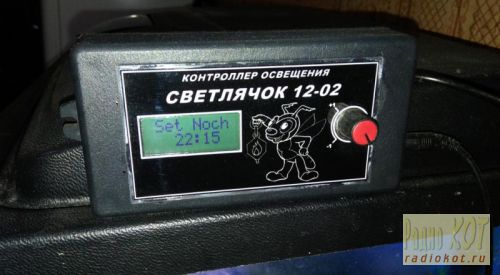 КОНТРОЛЛЕР ОСВЕЩЕНИЯ
СВЕТЛЯЧОК 12-02
Set Noch
22:15
Радио КОТ
radiokot.ru